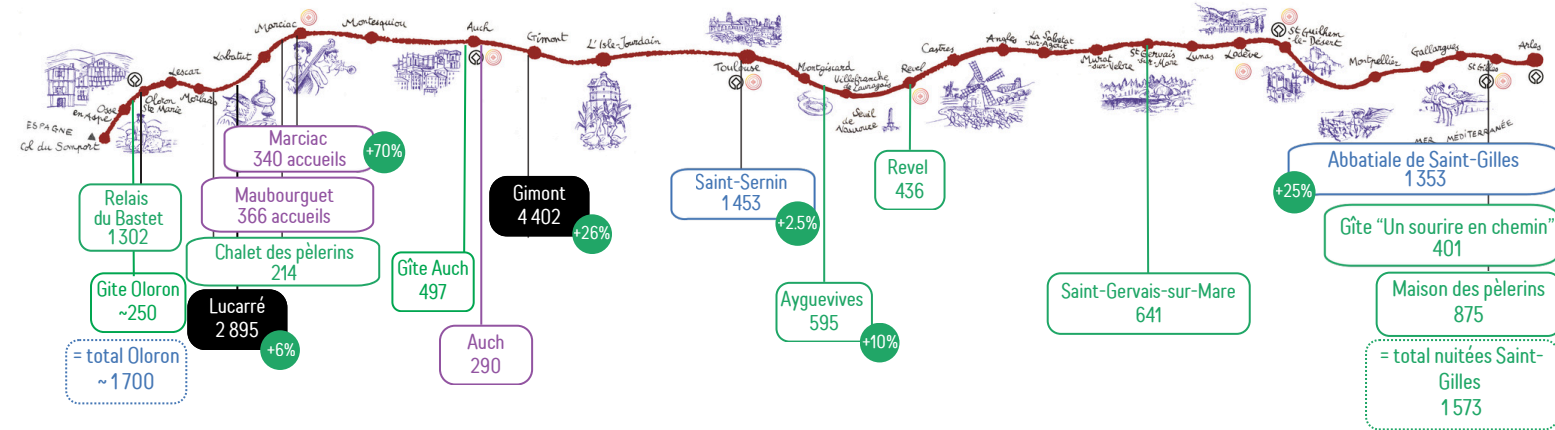 ESPAGNE
Col du Somport
Osse
en Aspe
Oloron
Ste Marie
Lescar
Morlaàs
Lobatut
Marciac
Montesquiou
Auch
Gimont
L'Isle-Jourdain
Toulouse
Montgiscard
Villefranche
de Lauragais
Seuil
de
Naurouze
Revel
Castres
Anglès
La Salvetat
-sur-Agout
Murat
-sur-Vèbre
St Gervais
-sur-Mare
Lunas
Lodève
St Guilhem
-le-Désert
Montpellier
Gallargues
St Gilles
Arles
MER MÉDITERRANÉE
Relais
du Bastet
1 302
Gite Oloron
~250
= total Oloron
~ 1 700
Marciac
340 accueils
+70%
Maubourguet
366 accueils
Chalet des pèlerins
214
Lucarré
2 895
+6%
Gîte Auch
497
Auch
290
Gimont
4 402
+26%
Saint-Sernin
1 453
+2.5%
Ayguevives
595
+10%
Revel
436
Saint-Gervais-sur-Mare
641
Abbatiale de Saint-Gilles
1 353
+25%
Gîte “Un sourire en chemin”
401
Maison des pèlerins
875
= total nuitées Saint-
Gilles
1 573